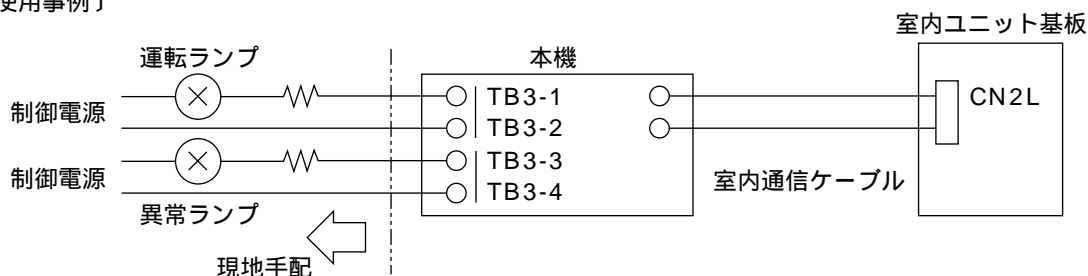 使用事例】
室内ユニット基板
運転ランプ
本機
制御電源
TB3-1
CN2L
TB3-2
制御電源
TB3-3
室内通信ケーブル
TB3-4
異常ランプ
現地手配